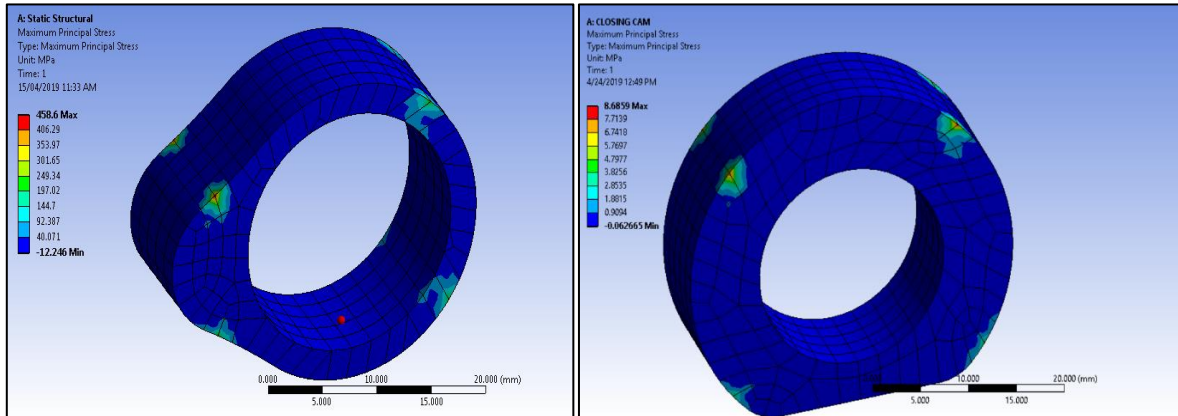 A: Static Structural
Maximum Principal Stress
Type: Maximum Principal Stress
Unit: MPa
Time: 1
15/04/2019 11:33 AM
458.6 Max
406.29
353.97
301.65
249.34
197.02
144.7
92.387
40.071
-12.246 Min
0.000
10.000
20.000 (mm)
5.000
15.000
A: CLOSING CAM
Maximum Principal Stress
Type: Maximum Principal Stress
Unit: MPa
Time: 1
4/24/2019 12:49 PM
8.6859 Max
7.7139
6.7418
5.7697
4.7977
3.8256
2.8535
1.8815
0.9094
-0.062665 Min
10.000
20.000 (mm)
5.000
15.000